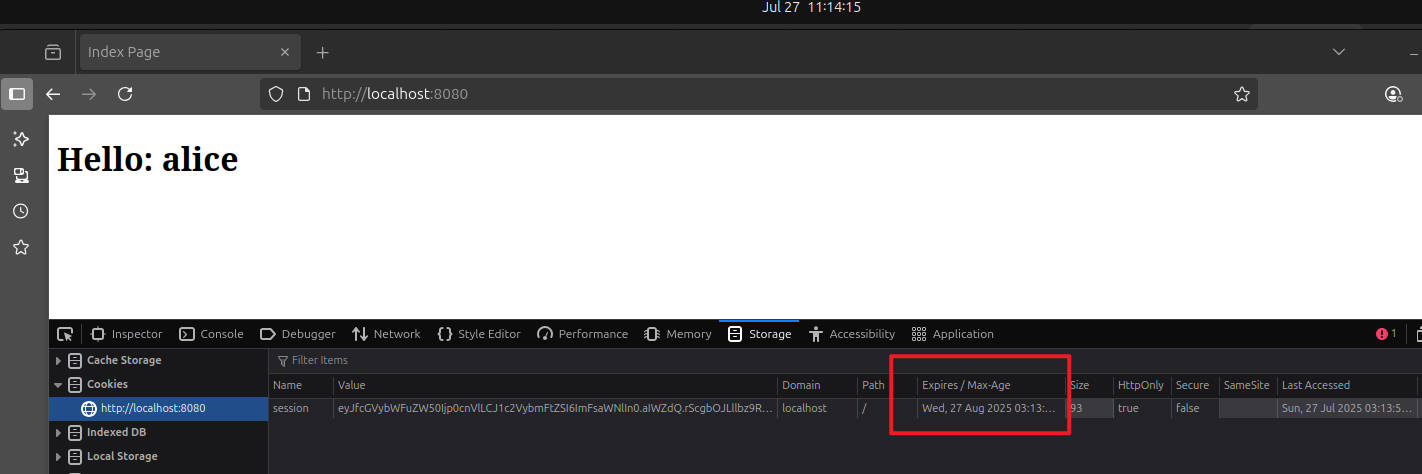 Jul 27 11:14:15
Index Page
http://localhost:8080
Hello: alice
Inspector Console Debugger Network Style Editor Performance Memory Storage Accessibility Application 1
Cache Storage Filter Items
Cookies Name Value Domain Path Expires / Max-Age Size HttpOnly Secure SameSite Last Accessed
http://localhost:8080 session localhost / Wed, 27 Aug 2025 03:13:... 93 true false Sun, 27 Jul 2025 03:13:5...
Indexed DB
Local Storage